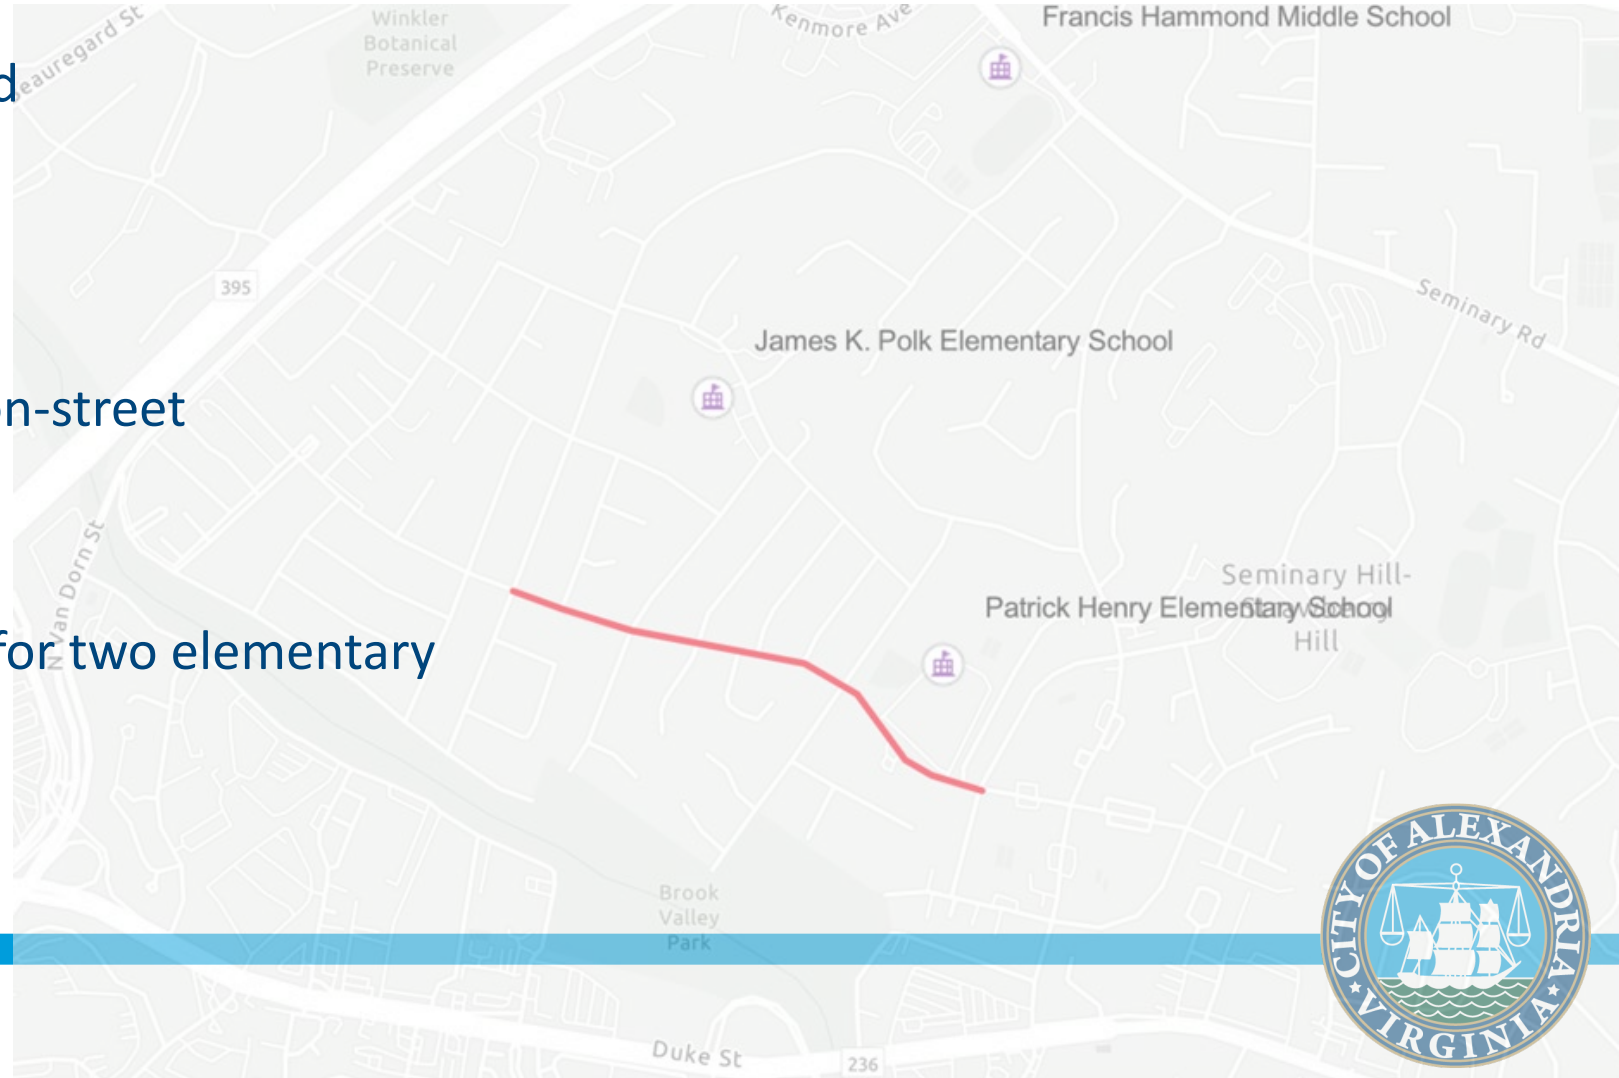 Beauregard St
Winkler
Botanical
Preserve
Kenmore Ave
Francis Hammond Middle School
d
395
Seminary Rd
James K. Polk Elementary School
on-street
N Van Dorn St
Seminary Hill-
Patrick Henry Elementary School
Hill
for two elementary
Brook
Valley
Park
CITY OF ALEXANDRIA
VIRGINIA
Duke St
236